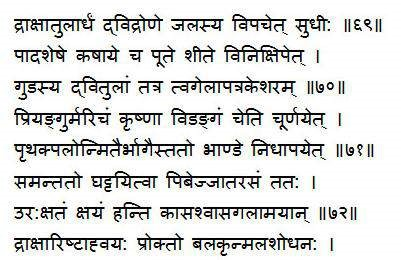 द्राक्षातुलार्धं द्विद्रोणे जलस्य विपचेत् सुधीः ॥६९॥
पादशेषे कषाये च पूते शीते विनिक्षिपेत् ।
गुडस्य द्वितुलां तत्र त्वगेलापत्रकेशरम् ॥७०॥
प्रियङ्गुर्मरिचं कृष्णा विडङ्गं चेति चूर्णयेत् ।
पृथक्पलोन्मितैर्भागैस्ततो भाण्डे निधापयेत् ॥७१॥
समन्ततो घट्टयित्वा पिबेज्जातरसं ततः ।
उरःक्षतं क्षयं हन्ति कासश्वासगलामयान् ॥७२॥
द्राक्षारिष्टाह्वयः प्रोक्तो बलकृन्मलशोधनः ।